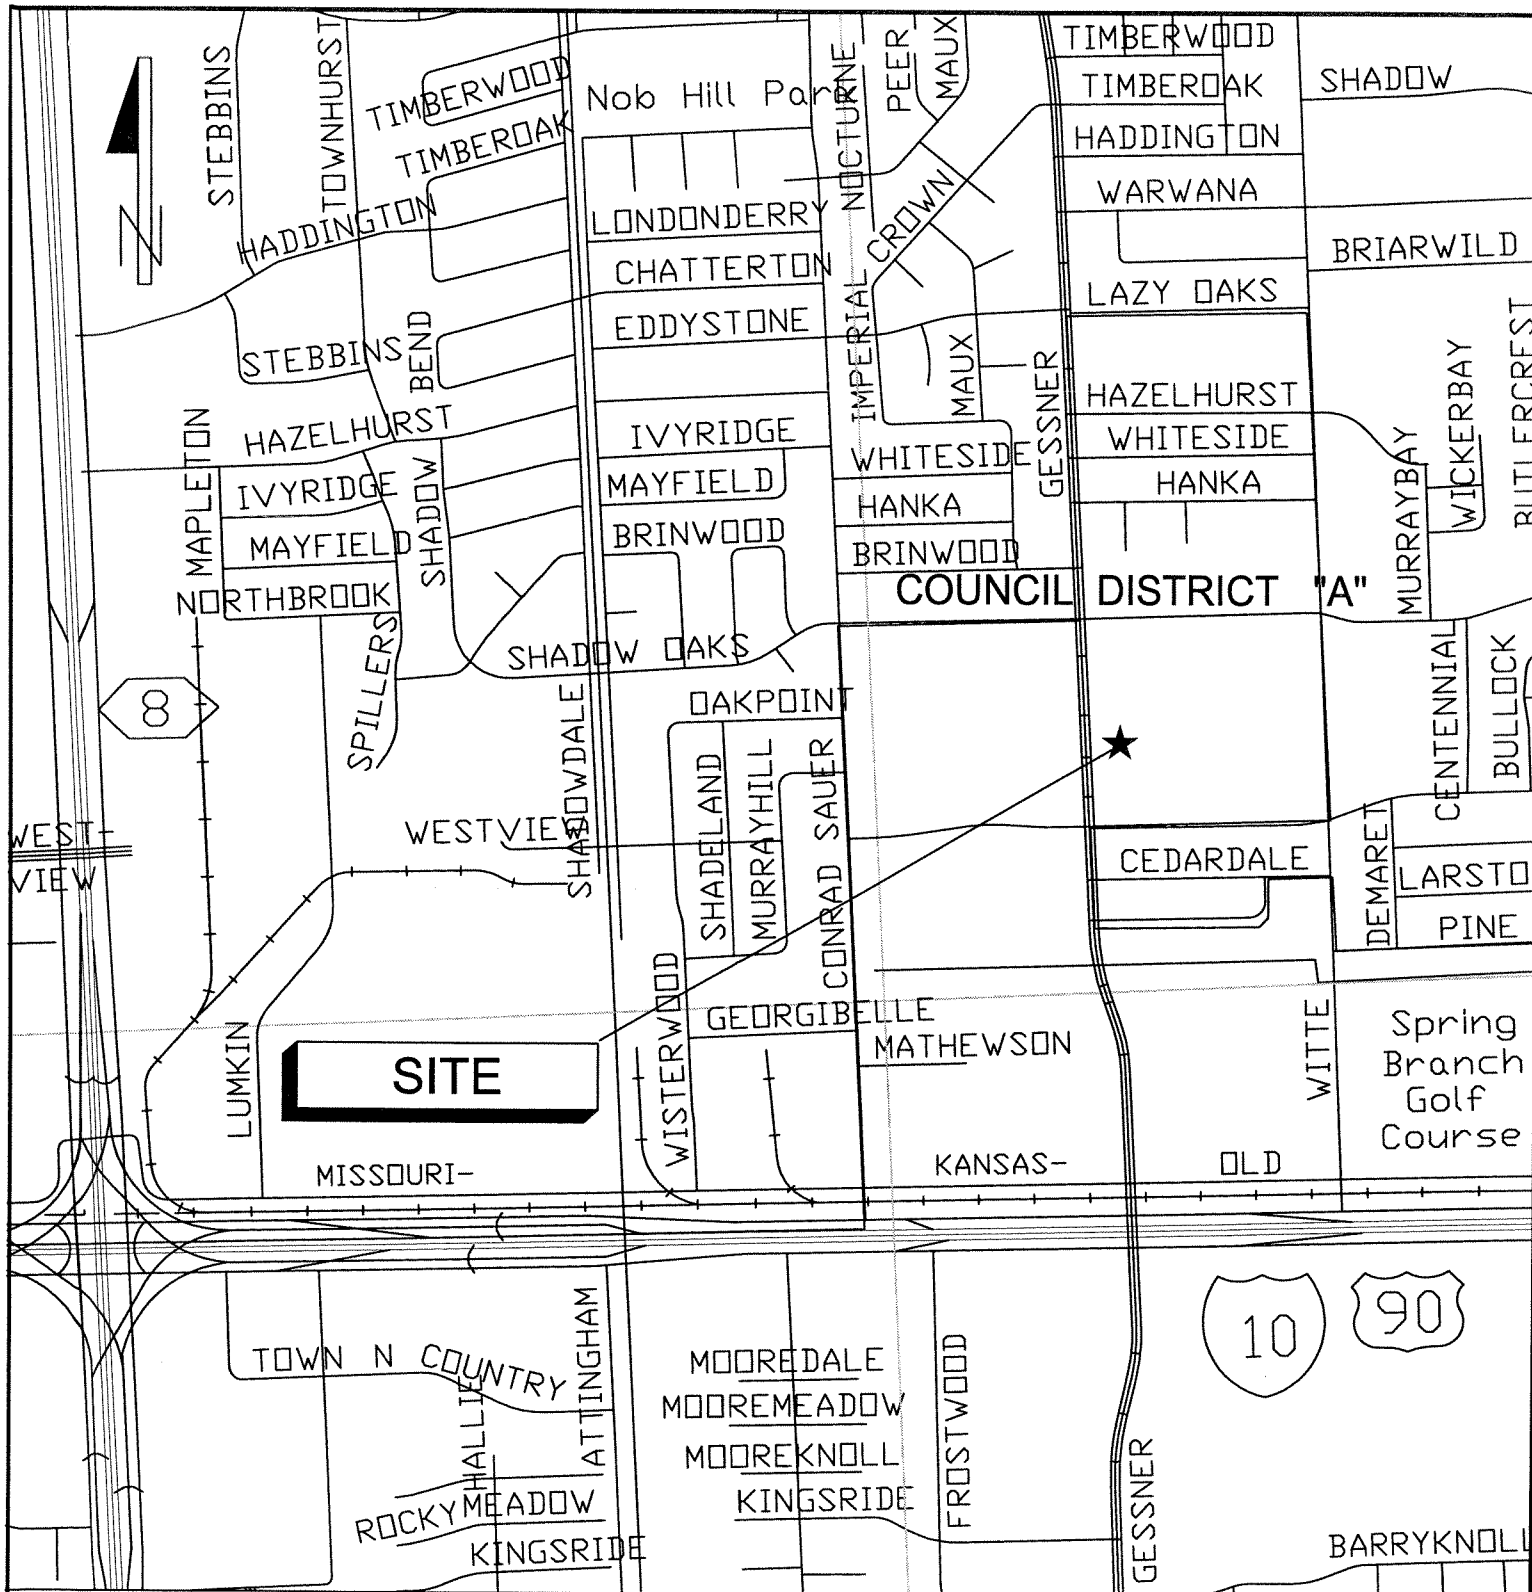 STEBBINS
TOWNHURST
TIMBERWOOD
TIMBEROAK
Nob Hill Park
NOCTURNE
PEER
MAUX
TIMBERWOOD
TIMBEROAK
SHADOW
HADDINGTON
WARWANA
N
HADDINGTON
LONDONDERRY
CROWN
BRIARWILD
CHATTERTON
LAZY OAKS
EDDYSTONE
IMPERIAL
STEBBINS
BEND
MAUX
GESSNER
HAZELHURST
WICKERBAY
MAPLETON
HAZELHURST
IVYRIDGE
WHITESIDE
WHITESIDE
MURRAYBAY
IVYRIDGE
SHADOW
MAYFIELD
HANKA
HANKA
MAYFIELD
BRINWOOD
BRINWOOD
NORTHBROOK
COUNCIL DISTRICT "A"
SPILLERS
SHADOW OAKS
CENTENNIAL
BULLOCK
8
SHADOWDALE
OAKPOINT
SHADELAND
MURRAYHILL
CONRAD SAUER
WEST-
VIEW
WESTVIEW
CEDARDALE
DEMARET
LARSTO
PINE
WISTERWOOD
GEORGIBELLE
MATHEWSON
WITTE
Spring
Branch
Golf
Course
LUMKIN
SITE
MISSOURI-
KANSAS-
OLD
10
90
TOWN N COUNTRY
HALLIE
ATTINGHAM
MOOREDALE
MOOREMEADOW
MOOREKNOLL
KINGSRIDE
FROSTWOOD
GESSNER
ROCKYMEADOW
KINGSRIDE
BARRYKNOLL